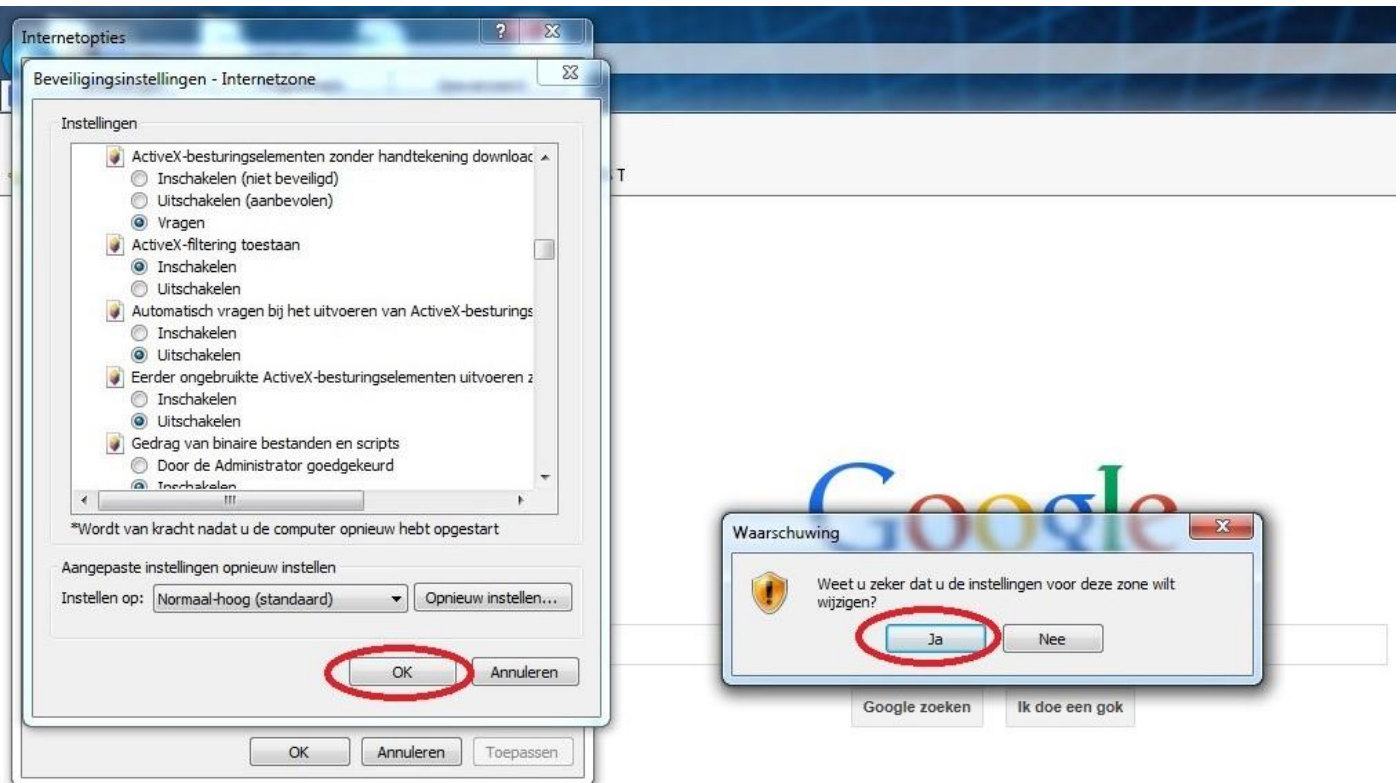 Internetopties
Beveiligingsinstellingen - Internetzone
Instellingen
ActiveX-besturingselementen zonder handtekening downloac
Inschakelen (niet beveiligd)
Uitschakelen (aanbevolen)
Vragen
ActiveX-filtering toestaan
Inschakelen
Uitschakelen
Automatisch vragen bij het uitvoeren van ActiveX-besturings
Inschakelen
Uitschakelen
Eerder ongebruikte ActiveX-besturingselementen uitvoeren z
Inschakelen
Uitschakelen
Gedrag van binaire bestanden en scripts
Door de Administrator goedgekeurd
Inschakelen
*Wordt van kracht nadat u de computer opnieuw hebt opgestart
Aangepaste instellingen opnieuw instellen
Instellen op: Normaal-hoog (standaard) Opnieuw instellen...
OK Annuleren
OK Annuleren Toepassen
T
Google
Waarschuwing
Weet u zeker dat u de instellingen voor deze zone wilt
wijzigen?
Ja Nee
Google zoeken Ik doe een gok